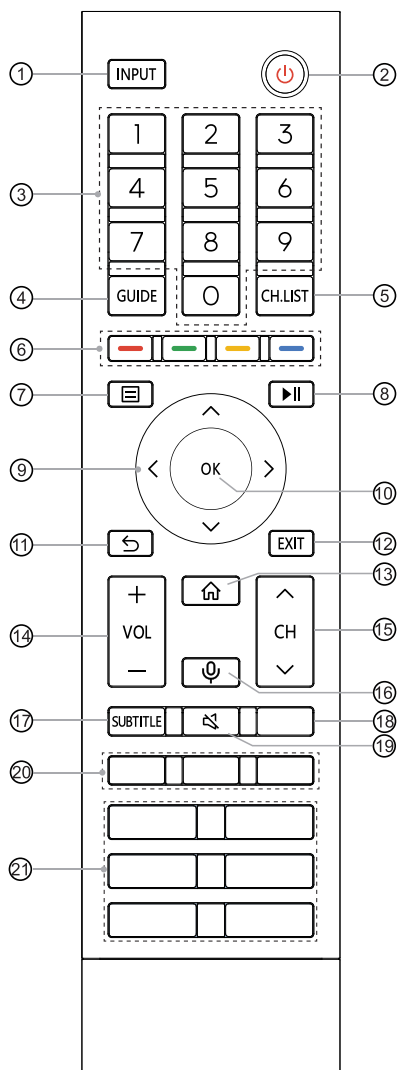 ① INPUT ②
1 2 3
③ 4 5 6
7 8 9
④ GUIDE 0 CH.LIST ⑤
⑥
⑦ ⑧
⑨ OK ⑩
⑪ EXIT ⑫
⑬
+
⑭ VOL CH ⑮
—
⑯
⑰ SUBTITLE ⑱
⑲
⑳
㉑